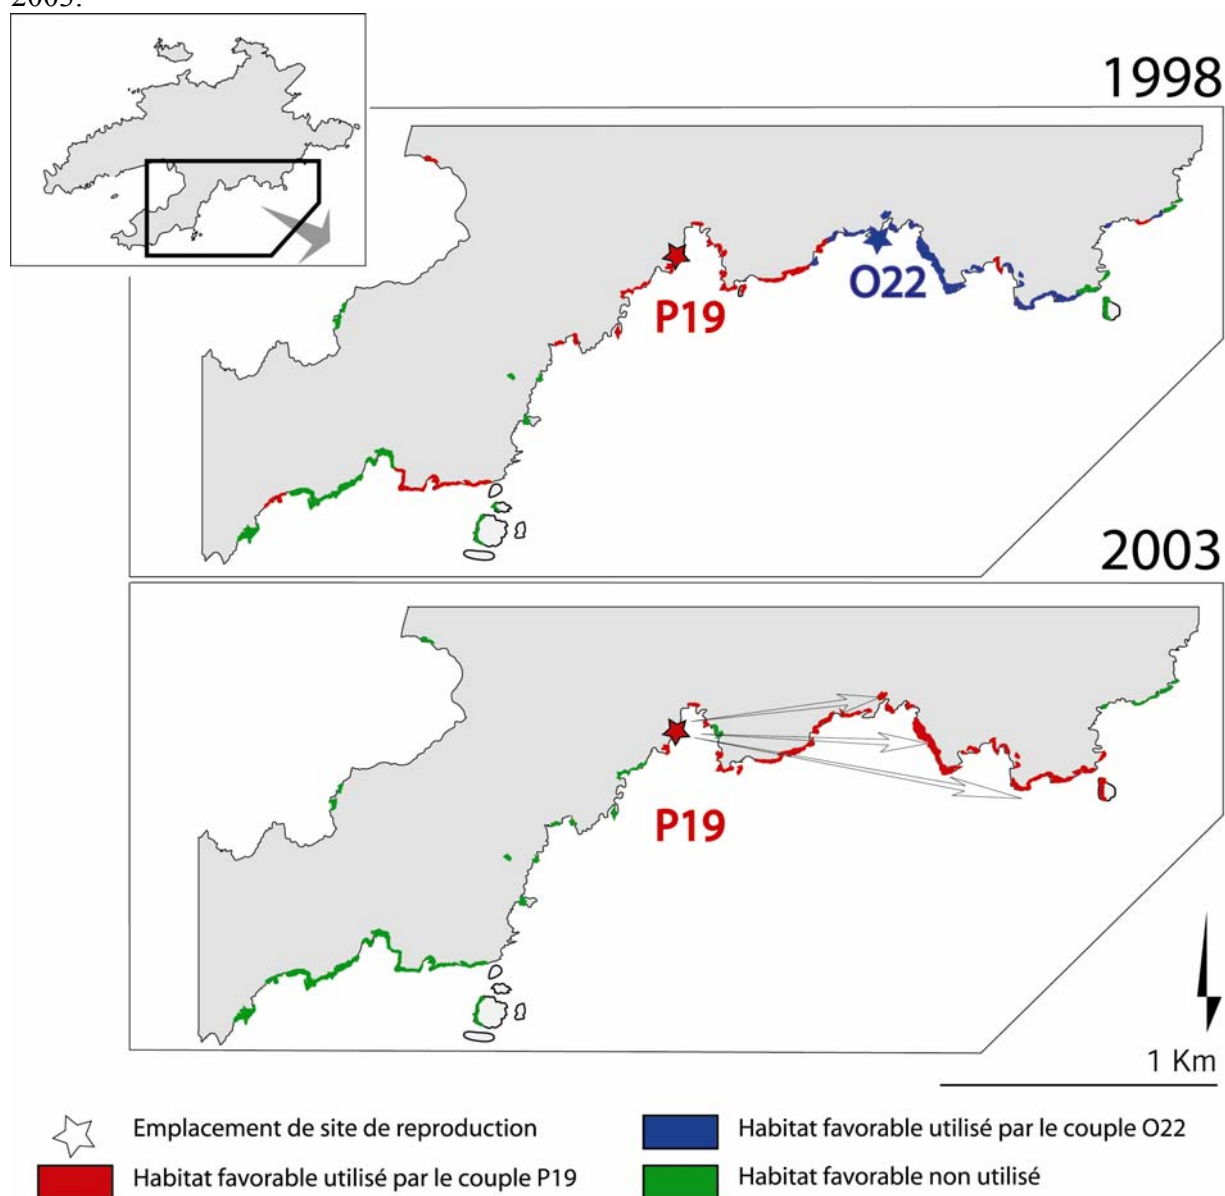 2003.
1998
P19
O22
2003
P19
1 Km
Emplacement de site de reproduction
Habitat favorable utilisé par le couple P19
Habitat favorable utilisé par le couple O22
Habitat favorable non utilisé